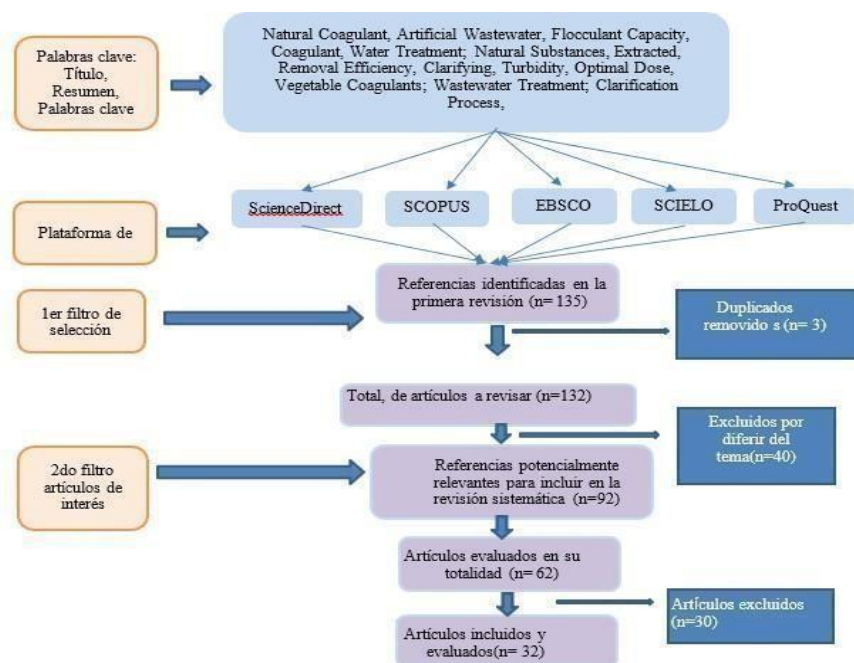 Palabras clave:
Título,
Resumen,
Palabras clave
Natural Coagulant, Artificial Wastewater, Flocculant Capacity,
Coagulant, Water Treatment; Natural Substances, Extracted,
Removal Efficiency, Clarifying, Turbidity, Optimal Dose,
Vegetable Coagulants; Wastewater Treatment; Clarification
Process,
Plataforma de
ScienceDirect
SCOPUS
EBSCO
SCIELO
ProQuest
1er filtro de
selección
Referencias identificadas en la
primera revisión (n= 135)
Duplicados
removido s (n= 3)
Total, de artículos a revisar (n=132)
Excluidos por
diferir del
tema(n=40)
2do filtro
artículos de
interés
Referencias potencialmente
relevantes para incluir en la
revisión sistemática (n=92)
Artículos evaluados en su
totalidad (n= 62)
Artículos excluidos
(n=30)
Artículos incluidos y
evaluados(n= 32)